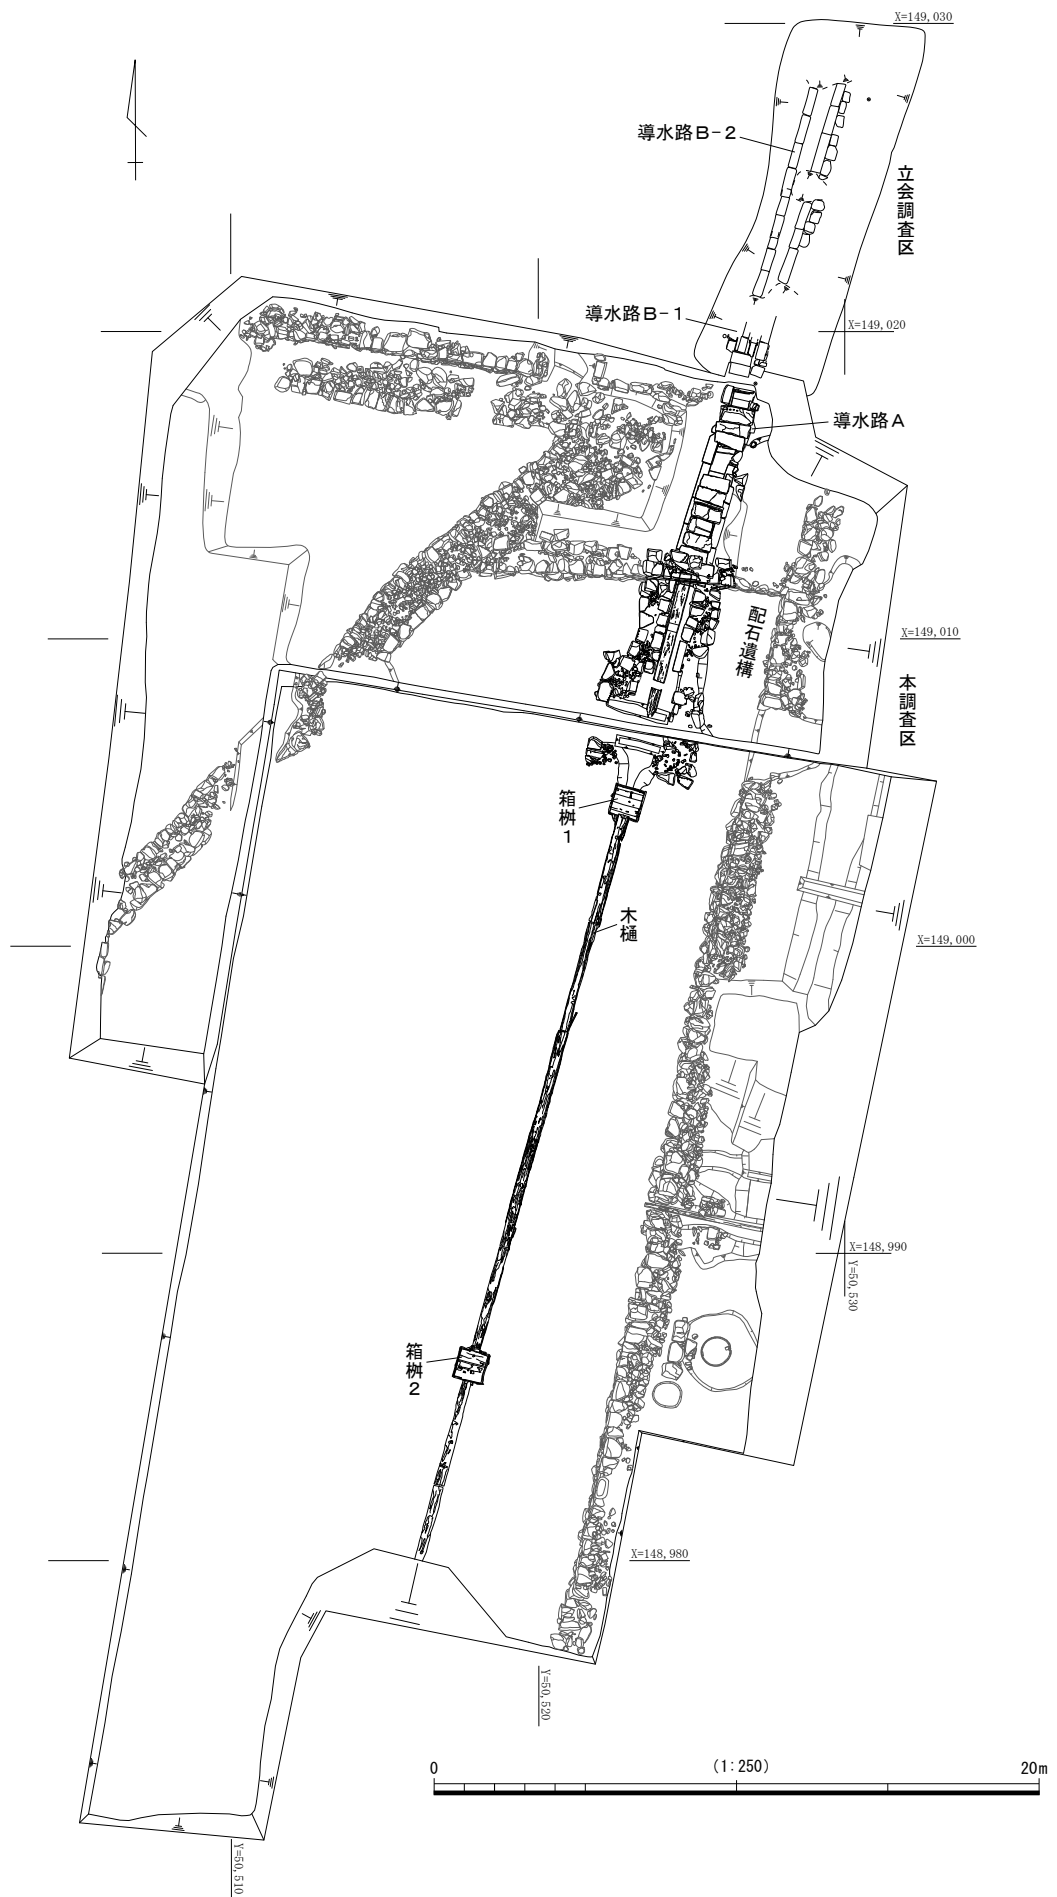 X=149,030
導水路B-2
立会調査区
導水路B-1
X=149,020
導水路A
配石遺構
X=149,010
本調査区
箱桝1
木樋
X=149,000
X=148,990
Y=50,530
箱桝2
X=148,980
Y=50,520
0 (1:250) 20m
Y=50,510